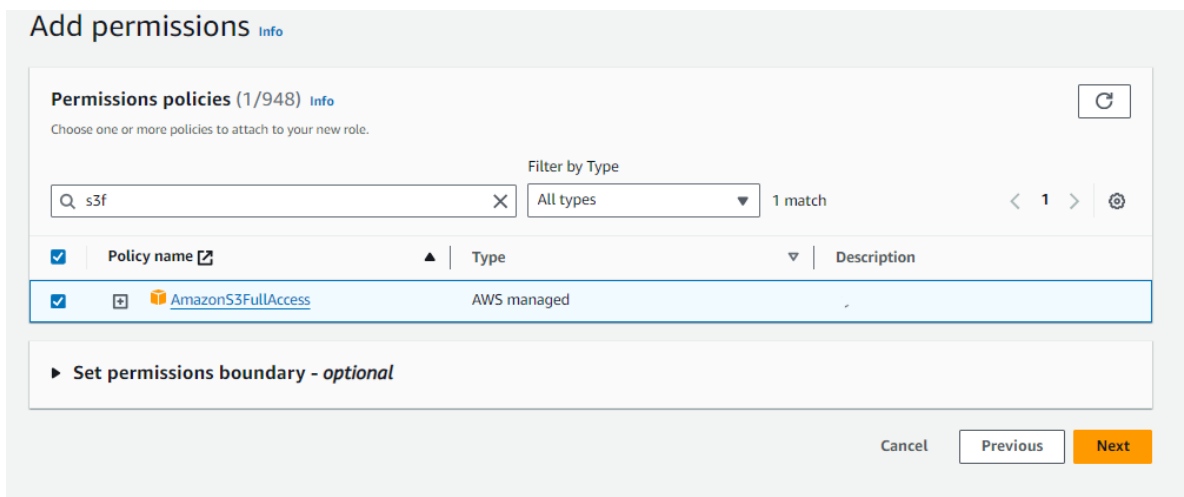 Add permissions Info
Permissions policies (1/948) Info
Choose one or more policies to attach to your new role.
Filter by Type
s3f
All types
1 match
1
Policy name
Type
Description
AmazonS3FullAccess
AWS managed
Set permissions boundary - optional
Cancel
Previous
Next